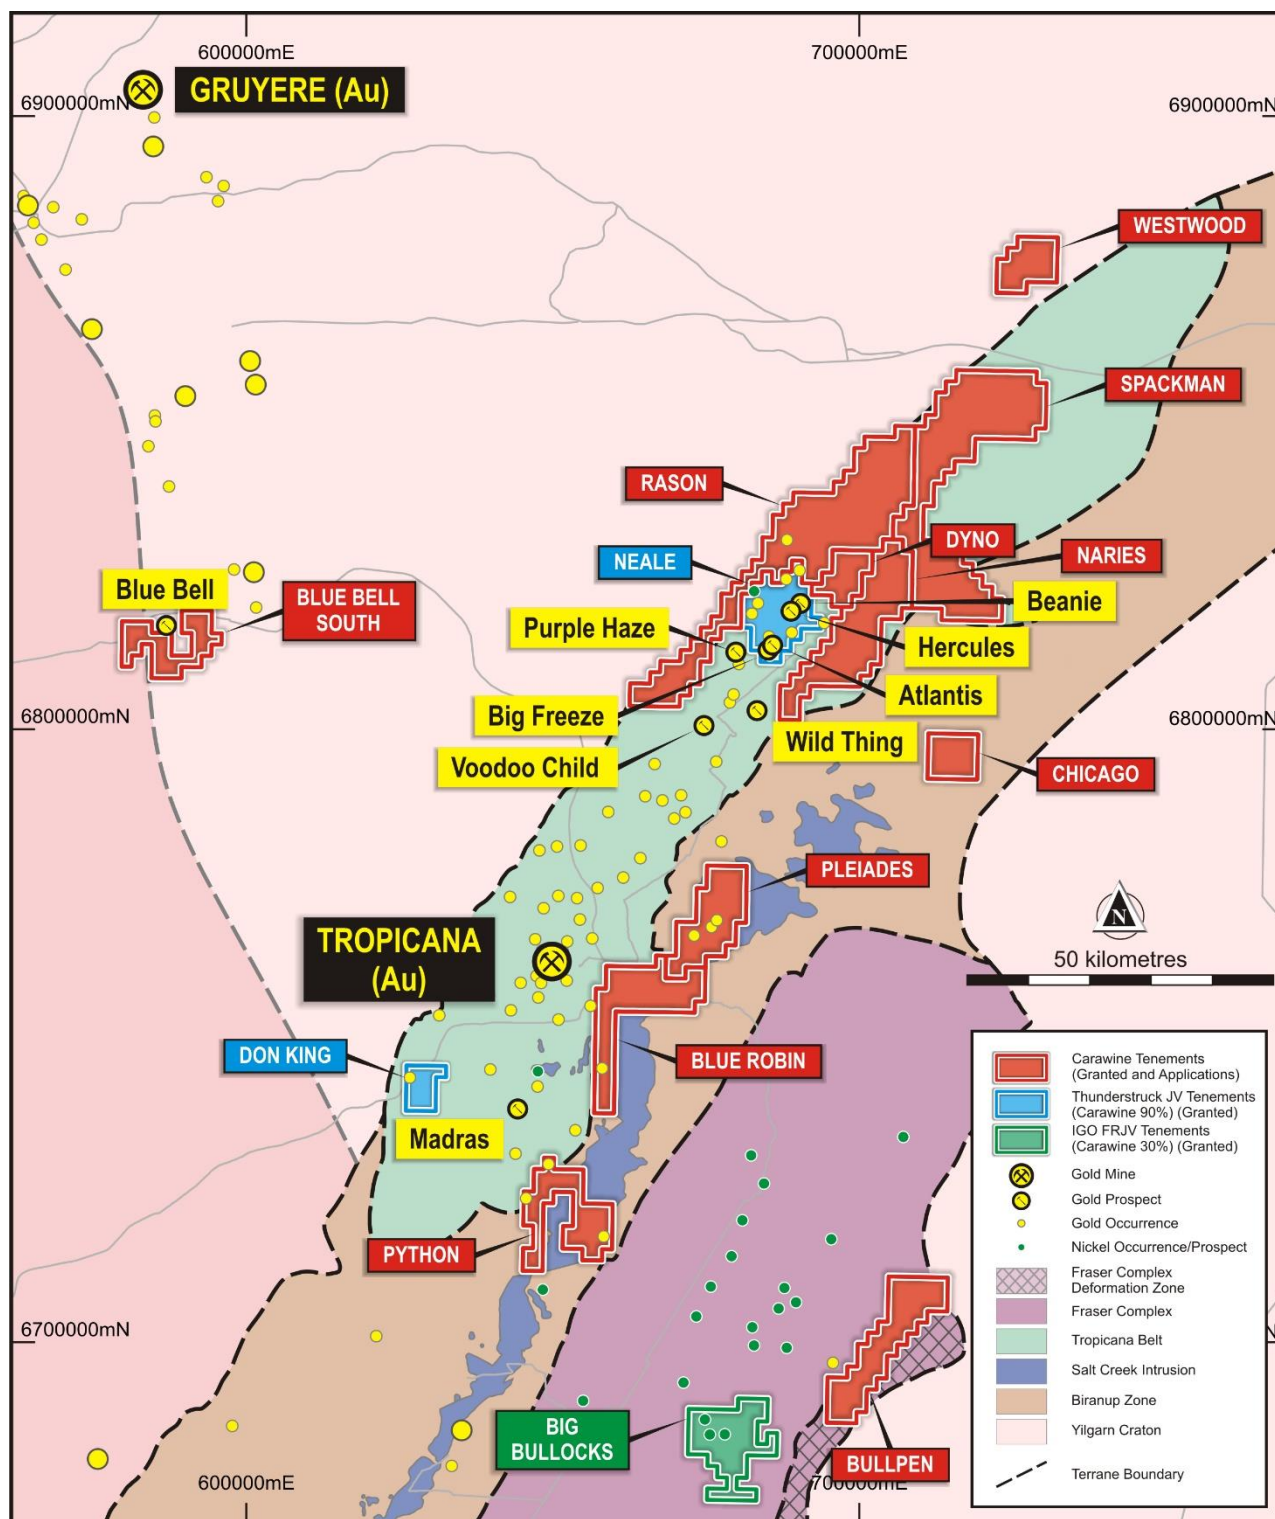 600000mE
700000mE
GRUYERE (Au)
6900000mN
6900000mN
WESTWOOD
SPACKMAN
RASON
DYNO
NEALE
NARIES
Blue Bell
BLUE BELL
SOUTH
Beanie
Purple Haze
Hercules
Atlantis
Big Freeze
6800000mN
6800000mN
Wild Thing
Voodoo Child
CHICAGO
PLEIADES
N
TROPICANA
(Au)
50 kilometres
DON KING
BLUE ROBIN
Madras
PYTHON
6700000mN
N
BIG
BULLOCKS
BULLPEN
600000mE
700000mE
Carawine Tenements
(Granted and Applications)
Thunderstruck JV Tenements
(Carawine 90%) (Granted)
IGO FRJV Tenements
(Carawine 30%) (Granted)
Gold Mine
Gold Prospect
Gold Occurrence
Nickel Occurrence/Prospect
Fraser Complex
Deformation Zone
Fraser Complex
Tropicana Belt
Salt Creek Intrusion
Biranup Zone
Yilgarn Craton
Terrane Boundary